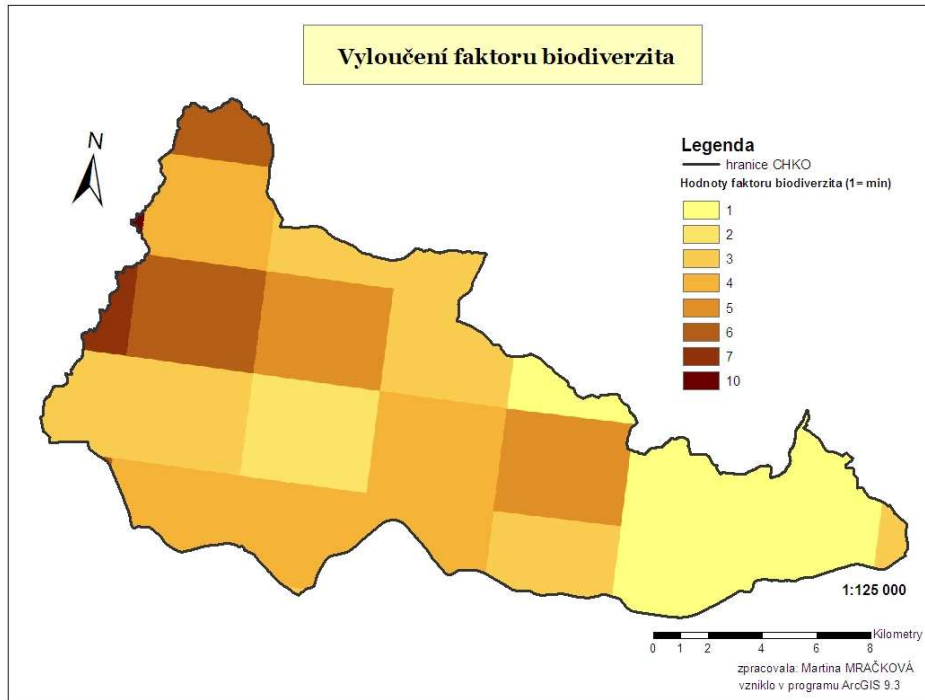 Vyloučení faktoru biodiverzita
N
Legenda
hranice CHKO
Hodnoty faktoru biodiverzita (1= min)
1
2
3
4
5
6
7
10
1:125 000
Kilometry
0 1 2 4 6 8
zpracovala: Martina MRAČKOVÁ
vzniklo v programu ArcGIS 9.3